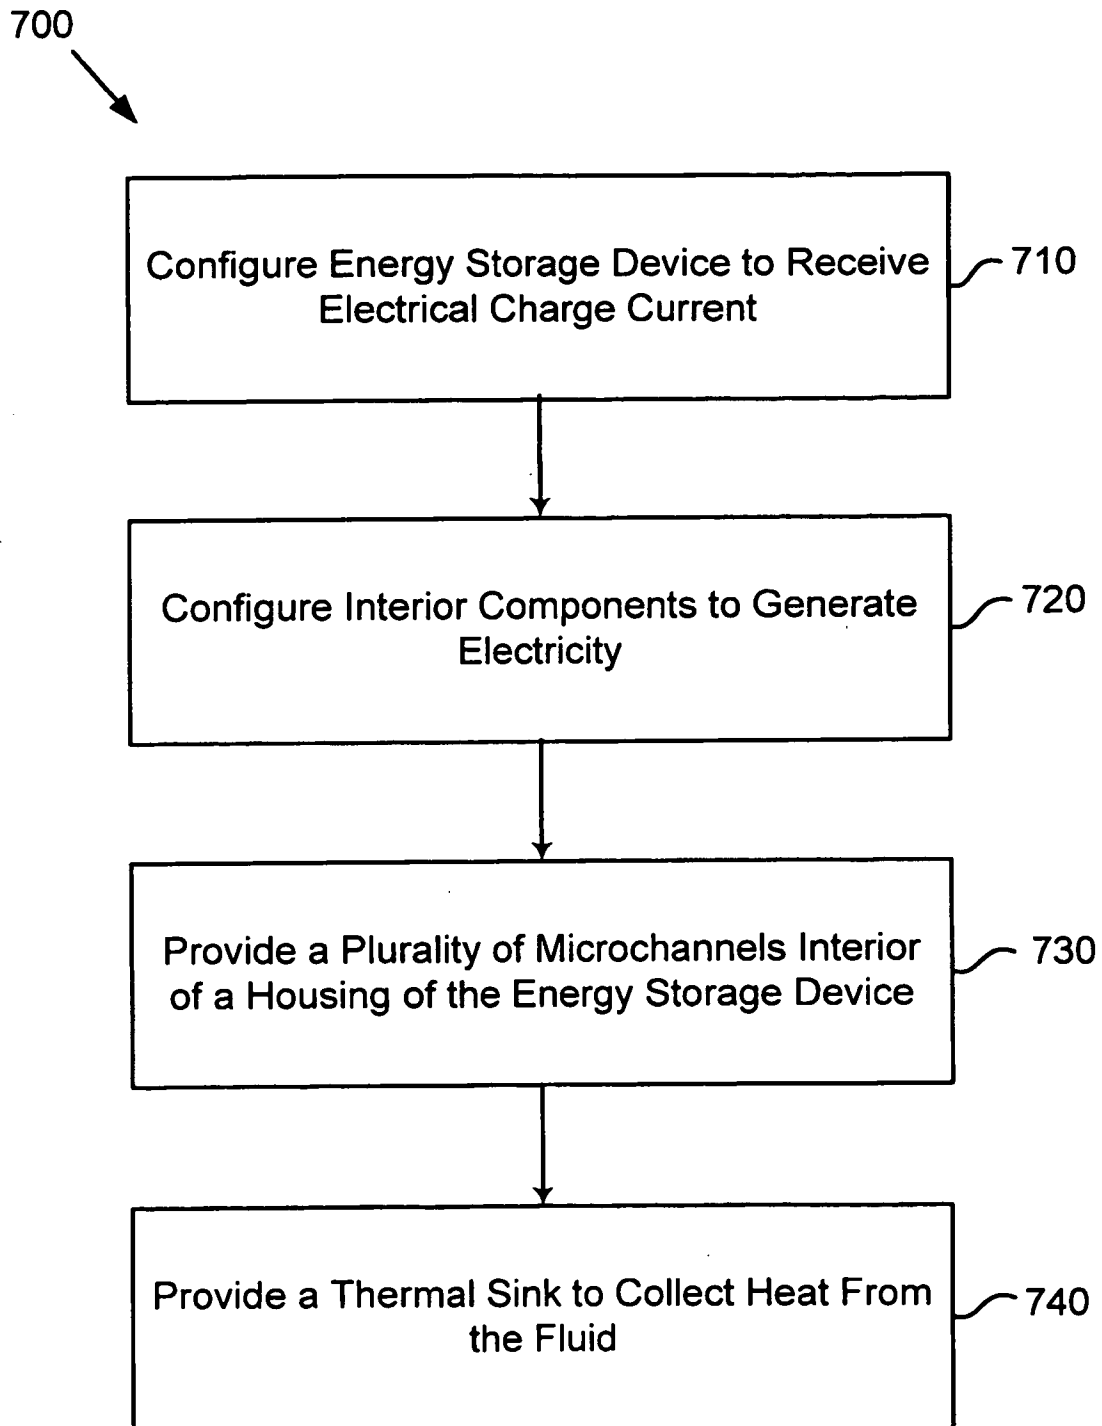 700
Configure Energy Storage Device to Receive
Electrical Charge Current
710
Configure Interior Components to Generate
Electricity
720
Provide a Plurality of Microchannels Interior
of a Housing of the Energy Storage Device
730
Provide a Thermal Sink to Collect Heat From
the Fluid
740